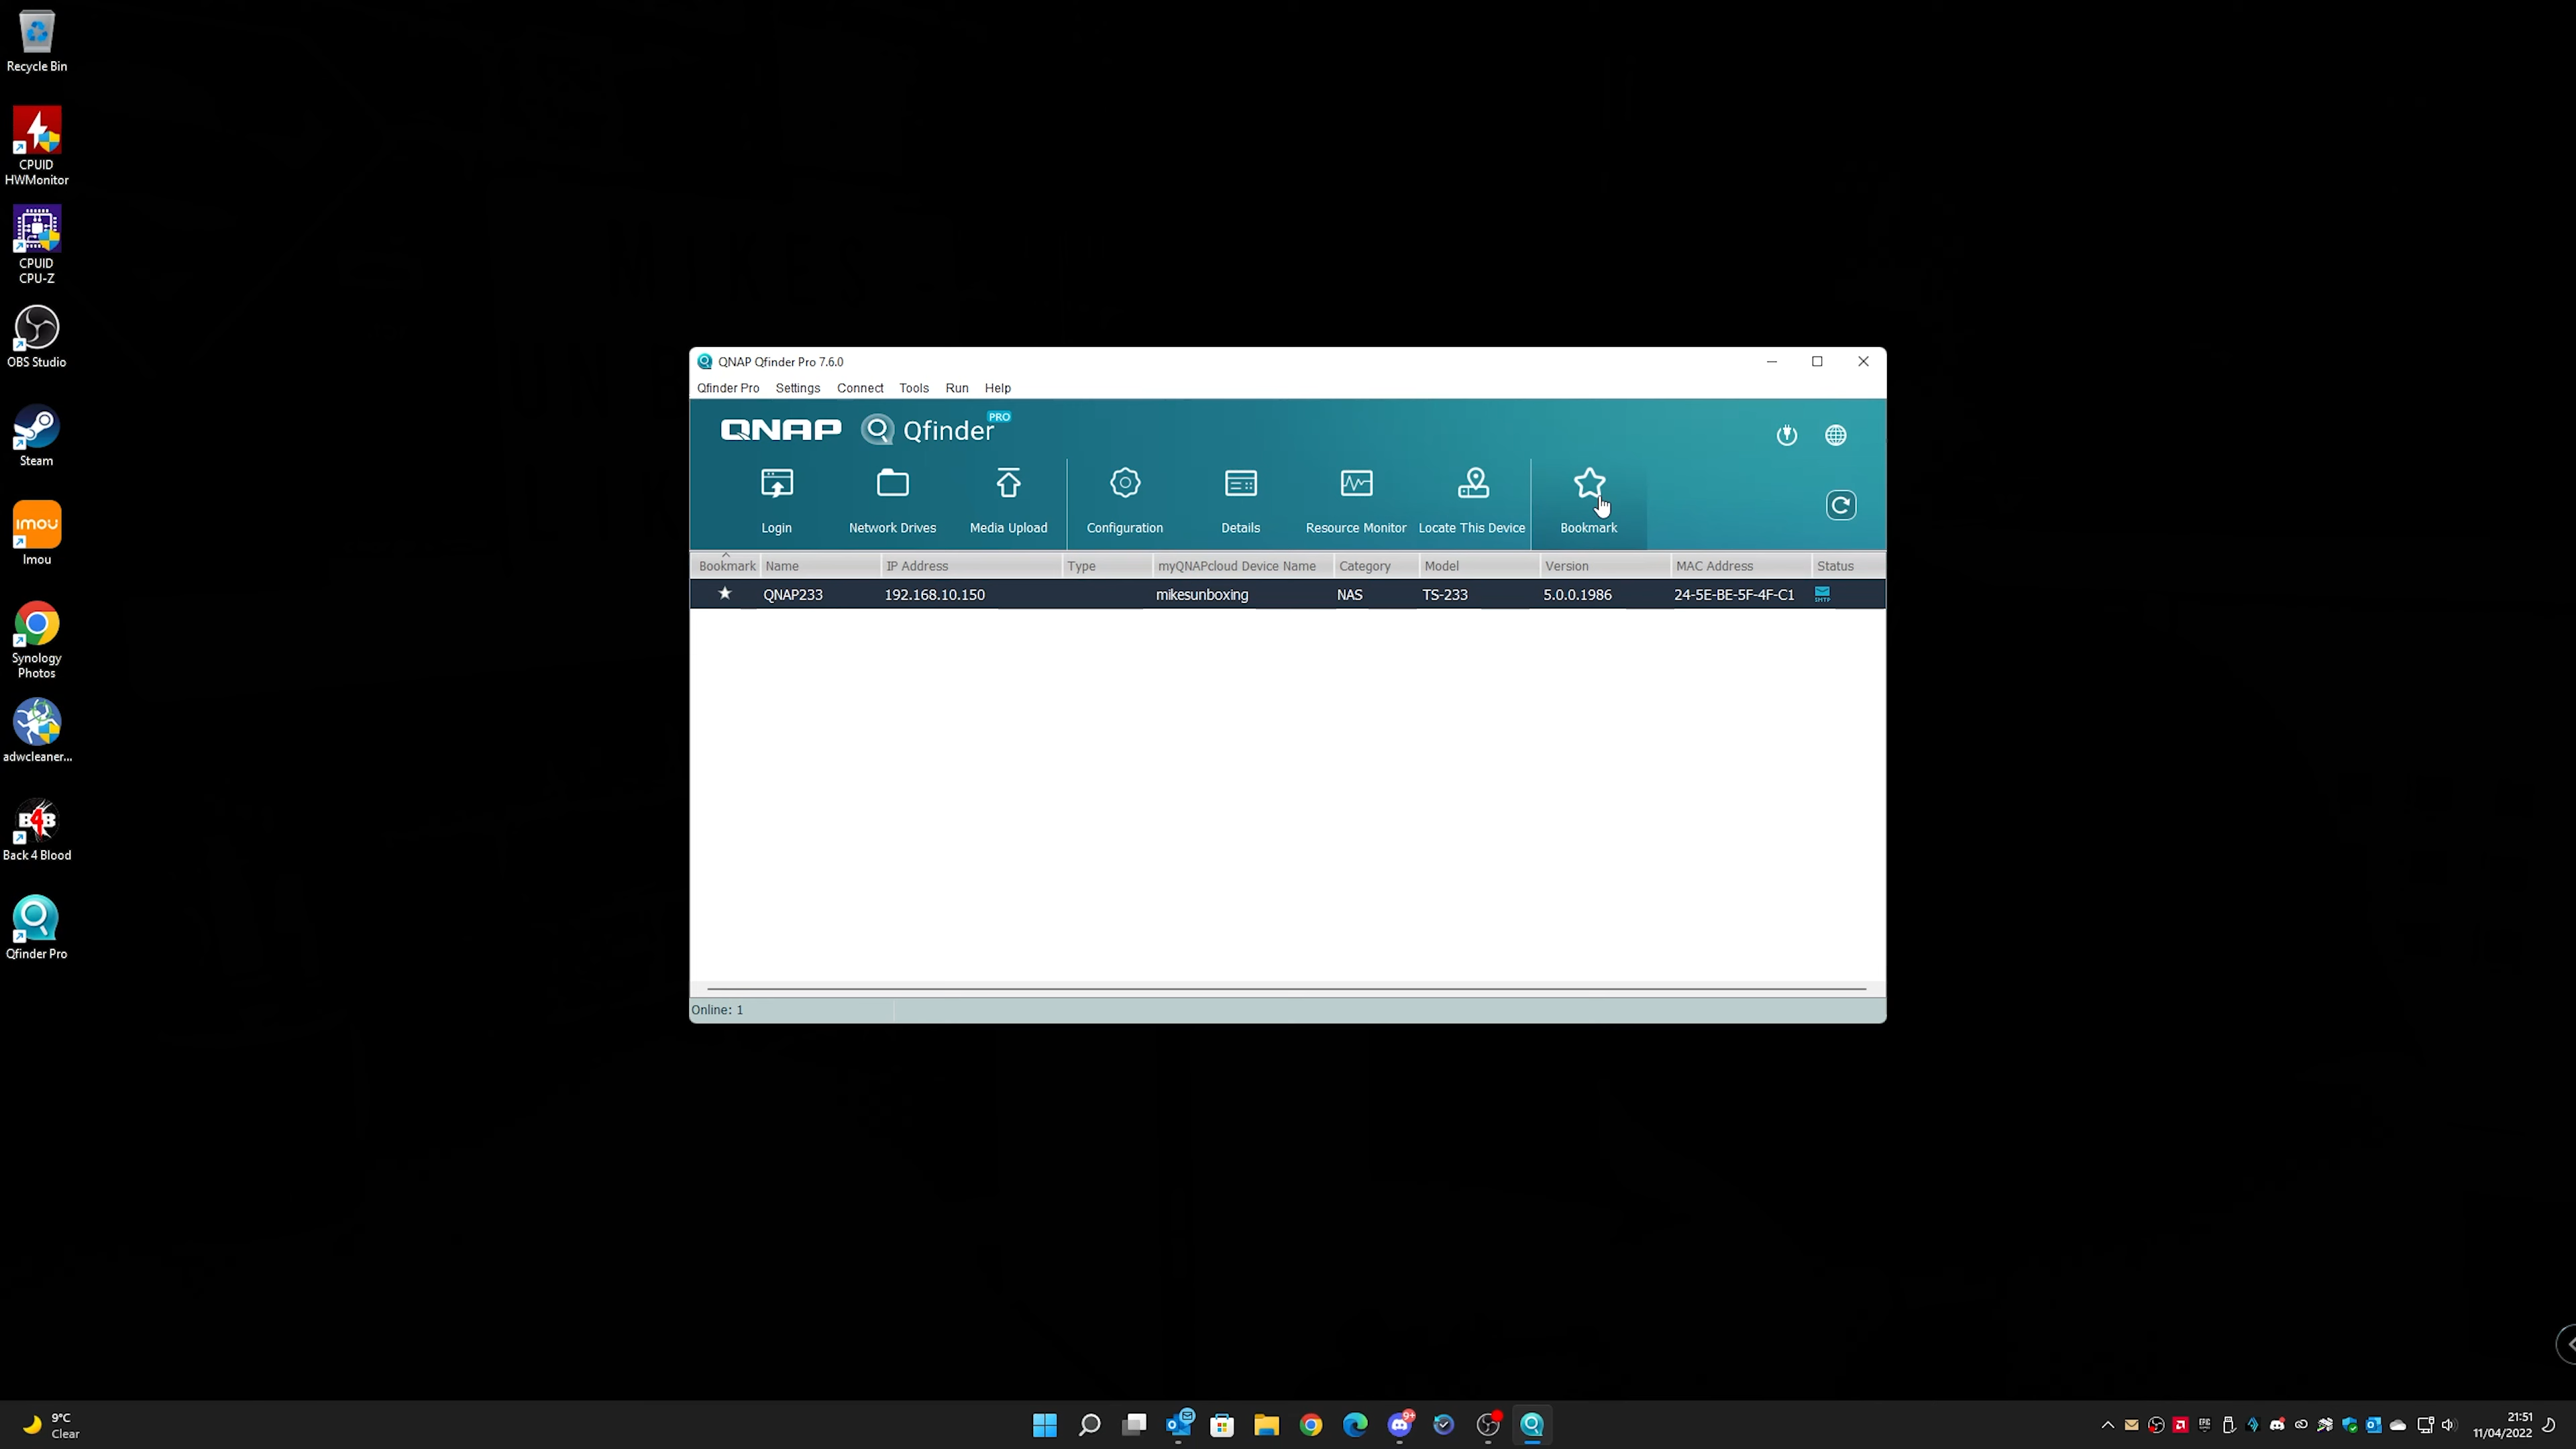 Recycle Bin
CPUID
HWMonitor
CPUID
CPU-Z
OBS Studio
Steam
imou
Imou
Synology
Photos
adwcleaner...
B4B
Back 4 Blood
Qfinder Pro
QNAP Qfinder Pro 7.6.0
Qfinder Pro Settings Connect Tools Run Help
QNAP Qfinder PRO
Login Network Drives Media Upload Configuration Details Resource Monitor Locate This Device Bookmark
Bookmark Name IP Address Type myQNAPcloud Device Name Category Model Version MAC Address Status
QNAP233 192.168.10.150 mikesunboxing NAS TS-233 5.0.0.1986 24-5E-BE-5F-4F-C1 SMTP
Online: 1
9°C
Clear
9+
EPIC
21:51
11/04/2022